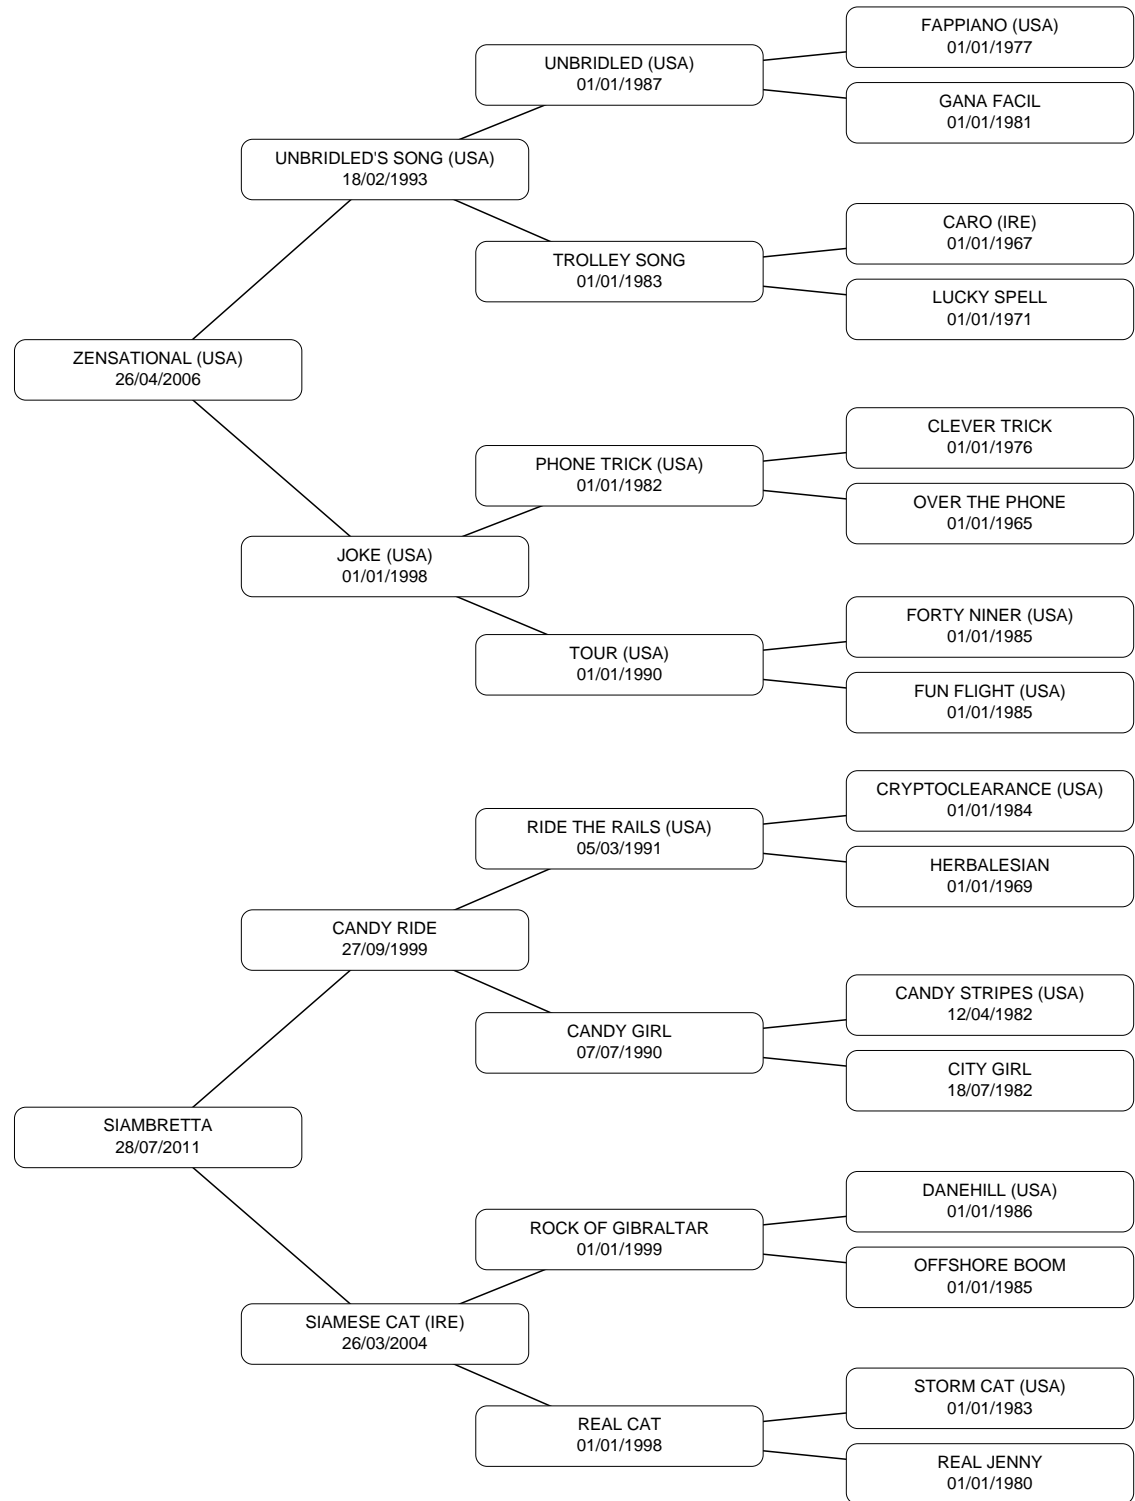 FAPPIANO (USA)
01/01/1977
UNBRIDLED (USA)
01/01/1987
GANA FACIL
01/01/1981
UNBRIDLED'S SONG (USA)
18/02/1993
CARO (IRE)
01/01/1967
TROLLEY SONG
01/01/1983
LUCKY SPELL
01/01/1971
ZENSATIONAL (USA)
26/04/2006
CLEVER TRICK
01/01/1976
PHONE TRICK (USA)
01/01/1982
OVER THE PHONE
01/01/1965
JOKE (USA)
01/01/1998
FORTY NINER (USA)
01/01/1985
TOUR (USA)
01/01/1990
FUN FLIGHT (USA)
01/01/1985
CRYPTOCLEARANCE (USA)
01/01/1984
RIDE THE RAILS (USA)
05/03/1991
HERBALESIAN
01/01/1969
CANDY RIDE
27/09/1999
CANDY STRIPES (USA)
12/04/1982
CANDY GIRL
07/07/1990
CITY GIRL
18/07/1982
SIAMBRETTA
28/07/2011
DANEHILL (USA)
01/01/1986
ROCK OF GIBRALTAR
01/01/1999
OFFSHORE BOOM
01/01/1985
SIAMESE CAT (IRE)
26/03/2004
STORM CAT (USA)
01/01/1983
REAL CAT
01/01/1998
REAL JENNY
01/01/1980